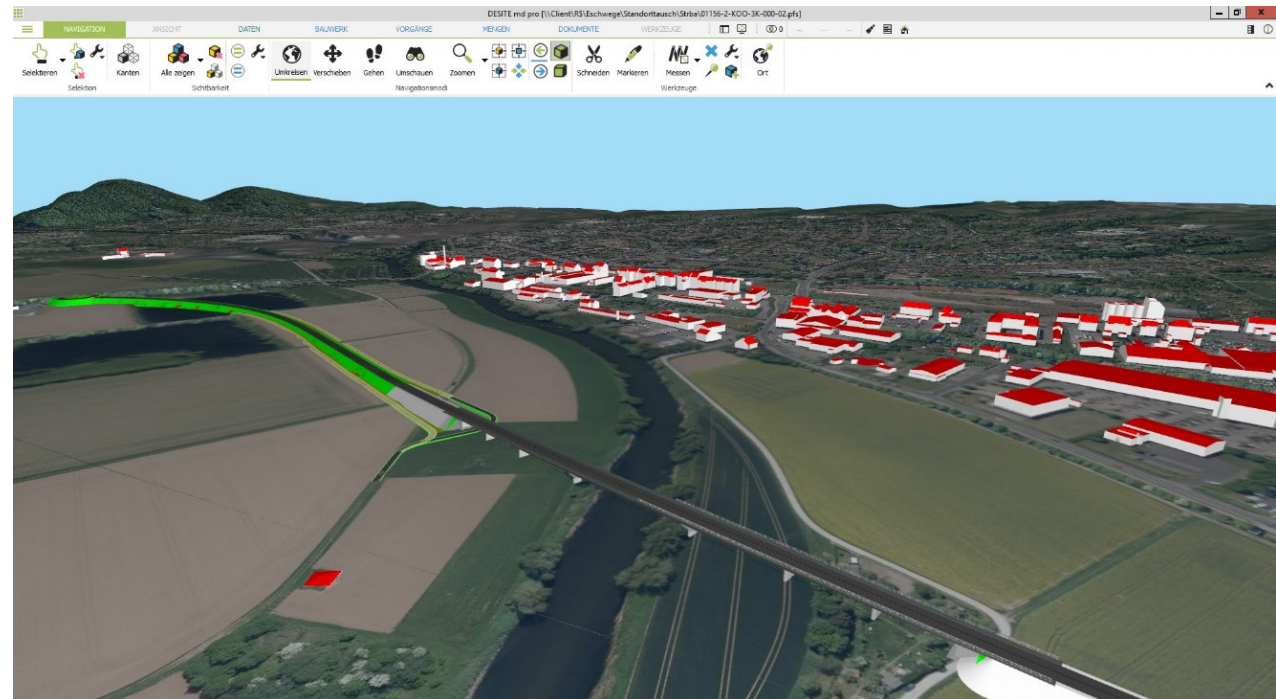 DESITE md pro [\\Client\R$\Eschwege\Standorttausch\Strba\01156-2-KOO-3K-000-02.pfs]
NAVIGATION ANSICHT DATEN BAUWERK VORGÄNGE MENGEN DOKUMENTE WERKZEUGE 0
Selektieren Kanten Alle zeigen Umkreisen Verschieben Gehen Umschauen Zoomen Schneiden Markieren Messen Ort
Selektion Sichtbarkeit Navigationsmodi Werkzeuge